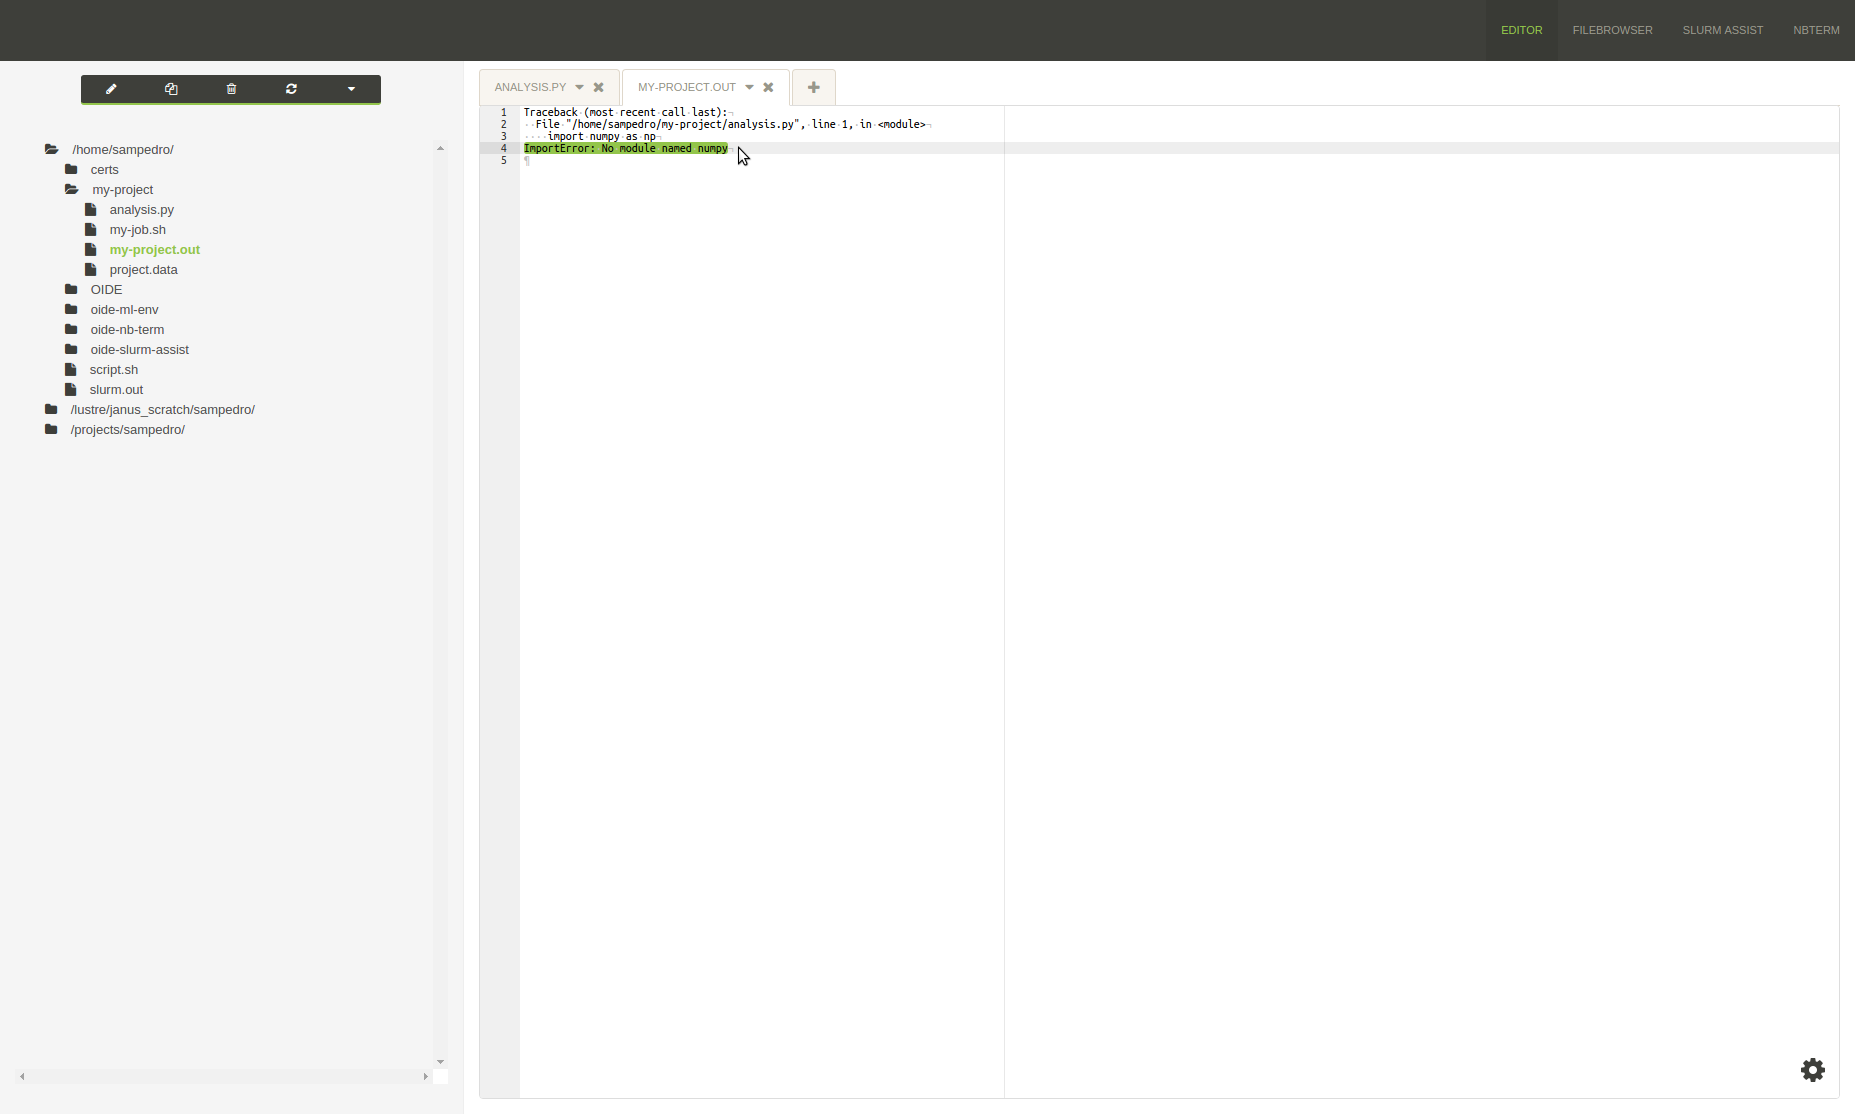 EDITOR FILEBROWSER SLURM ASSIST NBTERM
/home/sampedro/
certs
my-project
analysis.py
my-job.sh
my-project.out
project.data
OIDE
oide-ml-env
oide-nb-term
oide-slurm-assist
script.sh
slurm.out
/lustre/janus_scratch/sampedro/
/projects/sampedro/
ANALYSIS.PY MY-PROJECT.OUT
1 Traceback (most recent call last):
2 File "/home/sampedro/my-project/analysis.py", line 1, in <module>
3 import numpy as np
4 ImportError: No module named numpy
5